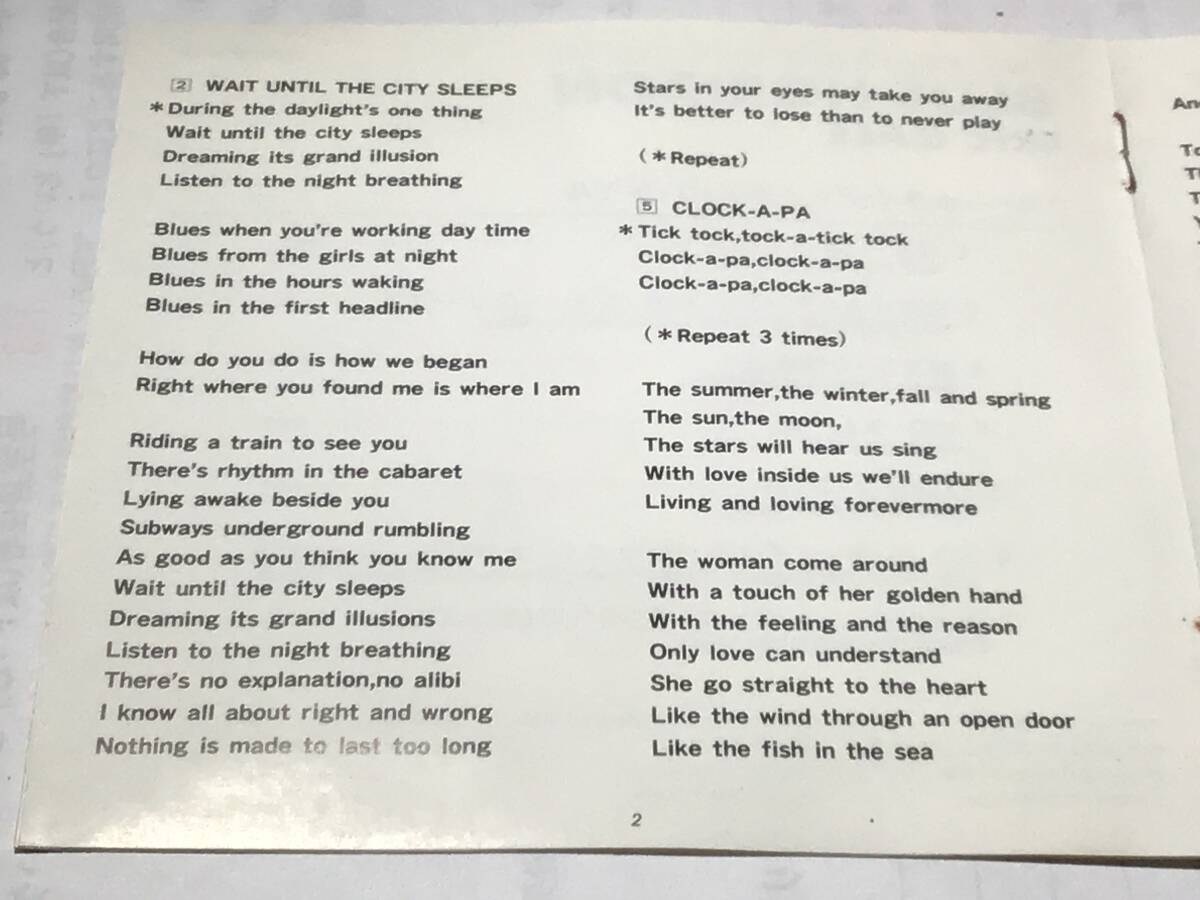 2 WAIT UNTIL THE CITY SLEEPS
* During the daylight's one thing
Wait until the city sleeps
Dreaming its grand illusion
Listen to the night breathing
Blues when you're working day time
Blues from the girls at night
Blues in the hours waking
Blues in the first headline
How do you do is how we began
Right where you found me is where I am
Riding a train to see you
There's rhythm in the cabaret
Lying awake beside you
Subways underground rumbling
As good as you think you know me
Wait until the city sleeps
Dreaming its grand illusions
Listen to the night breathing
There's no explanation,no alibi
I know all about right and wrong
Nothing is made to last too long
Stars in your eyes may take you away
It's better to lose than to never play
(*Repeat)
5 CLOCK-A-PA
* Tick tock,tock-a-tick tock
Clock-a-pa,clock-a-pa
Clock-a-pa,clock-a-pa
(*Repeat 3 times)
The summer,the winter,fall and spring
The sun,the moon,
The stars will hear us sing
With love inside us we'll endure
Living and loving forevermore
The woman come around
With a touch of her golden hand
With the feeling and the reason
Only love can understand
She go straight to the heart
Like the wind through an open door
Like the fish in the sea
2